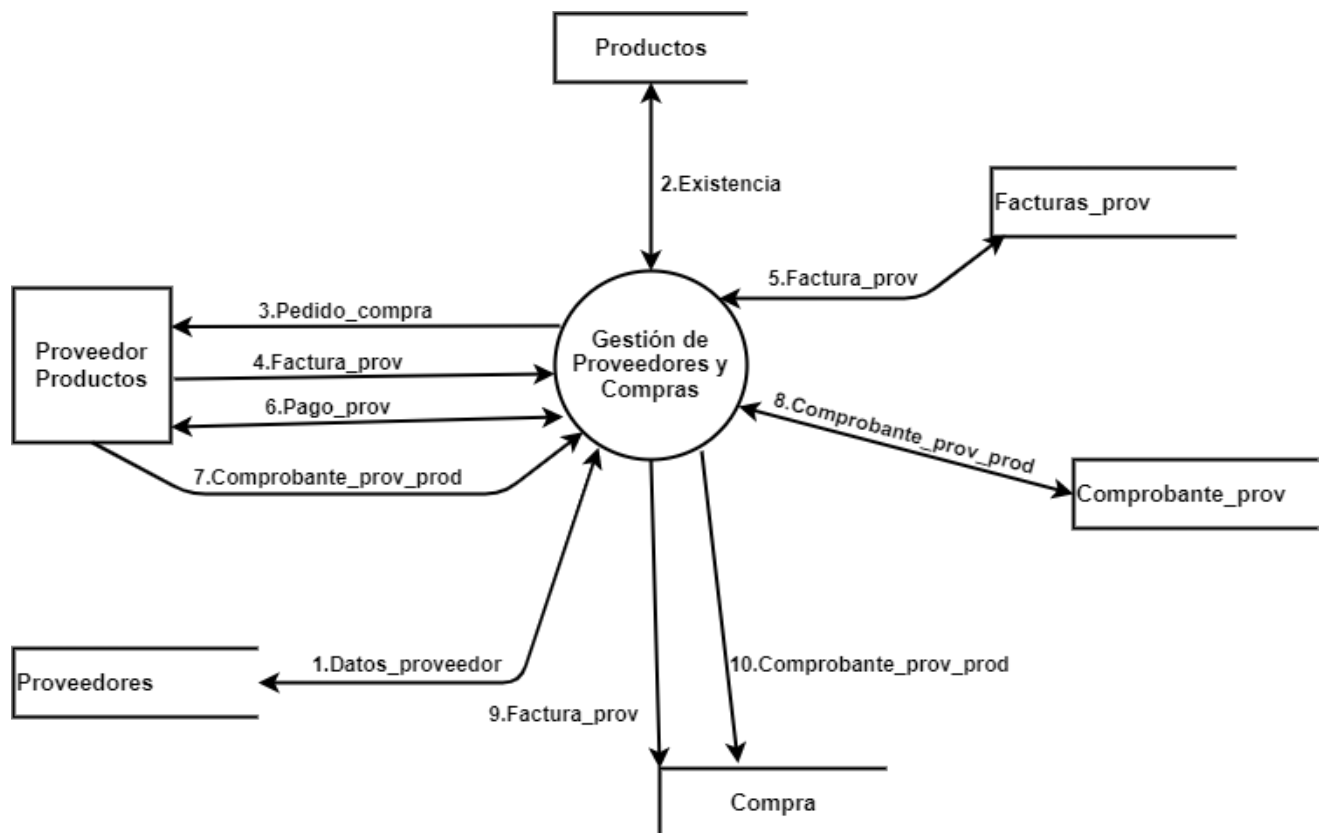 Productos
2.Existencia
Facturas_prov
5.Factura_prov
3.Pedido_compra
Gestión de
Proveedores y
Compras
Proveedor
Productos
4.Factura_prov
6.Pago_prov
8.Comprobante_prov_prod
7.Comprobante_prov_prod
Comprobante_prov
1.Datos_proveedor
10.Comprobante_prov_prod
Proveedores
9.Factura_prov
Compra